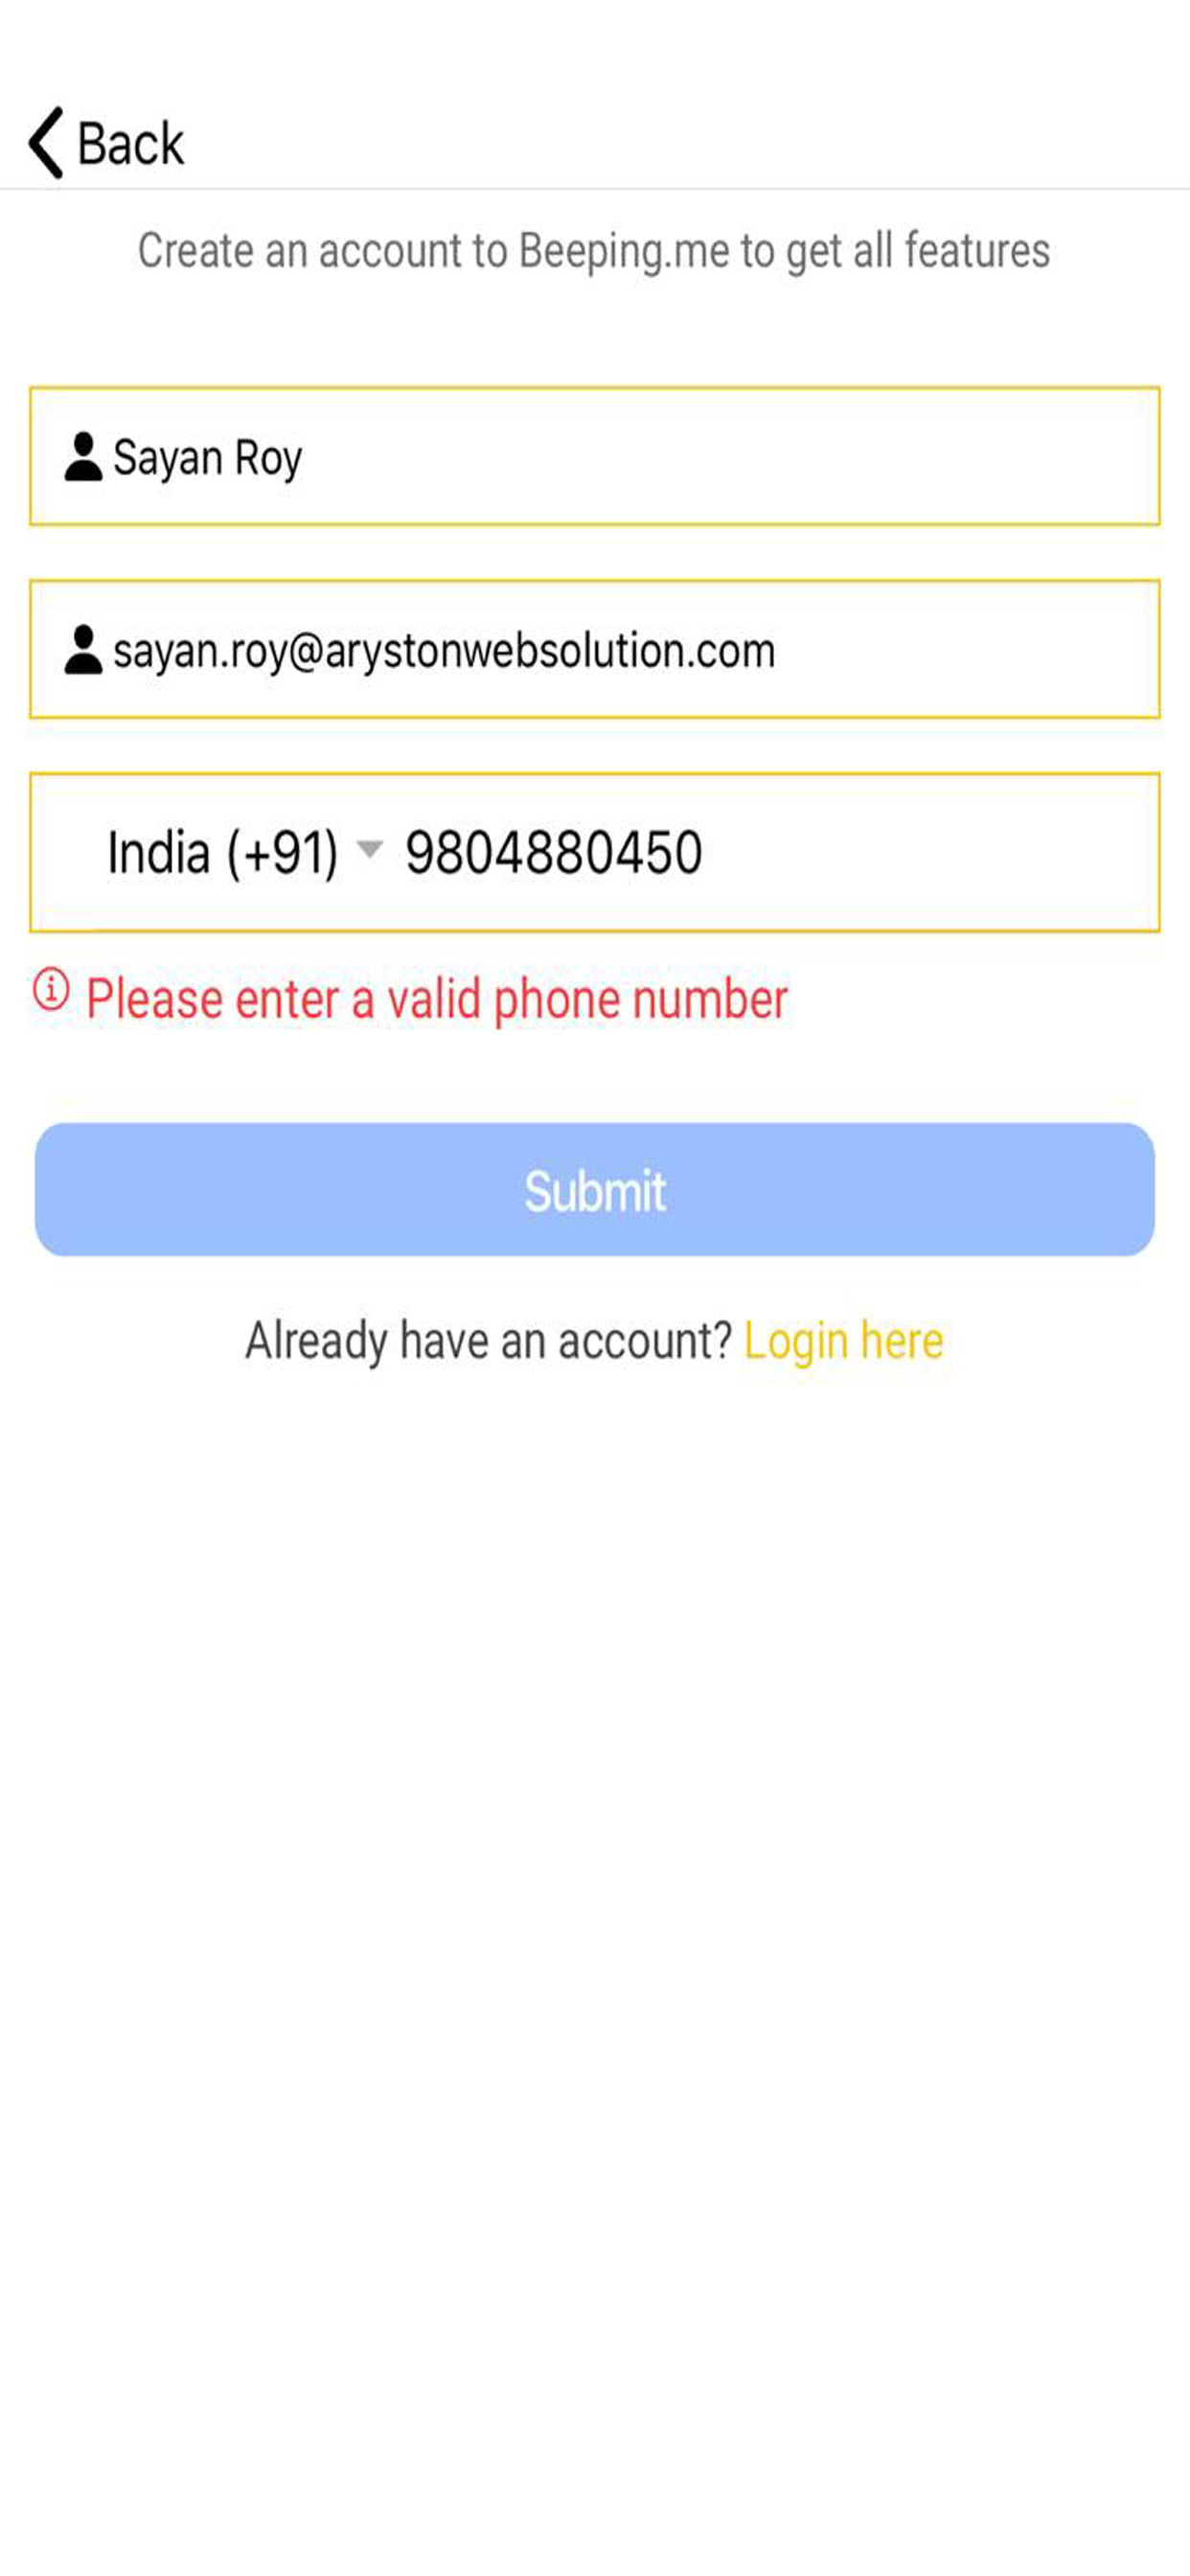 Back
Create an account to Beeping.me to get all features
Sayan Roy
sayan.roy@arystonwebsolution.com
India (+91) 9804880450
Please enter a valid phone number
Submit
Already have an account? Login here